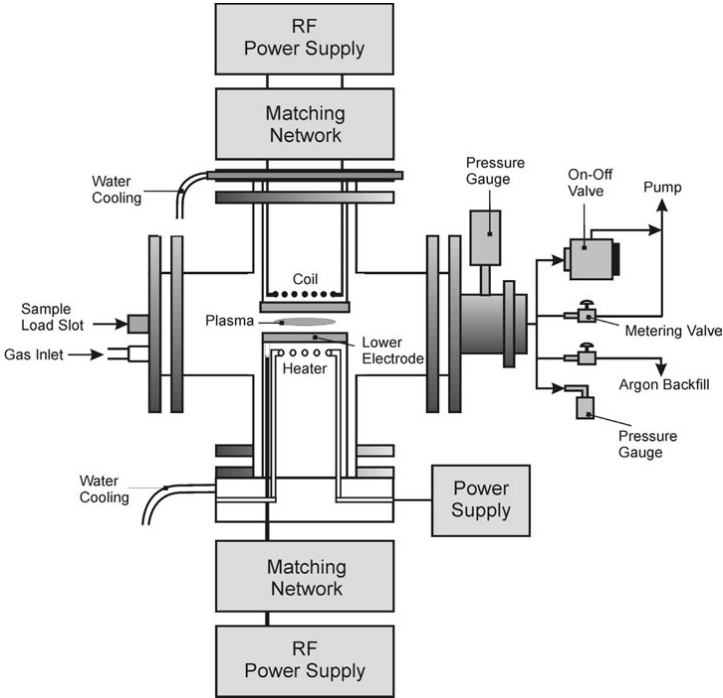 RF
Power Supply
Matching
Network
Water
Cooling
Pressure
Gauge
On-Off
Valve
Pump
Coil
Sample
Load Slot
Plasma
Gas Inlet
Lower
Electrode
Heater
Metering Valve
Argon Backfill
Pressure
Gauge
Water
Cooling
Power
Supply
Matching
Network
RF
Power Supply